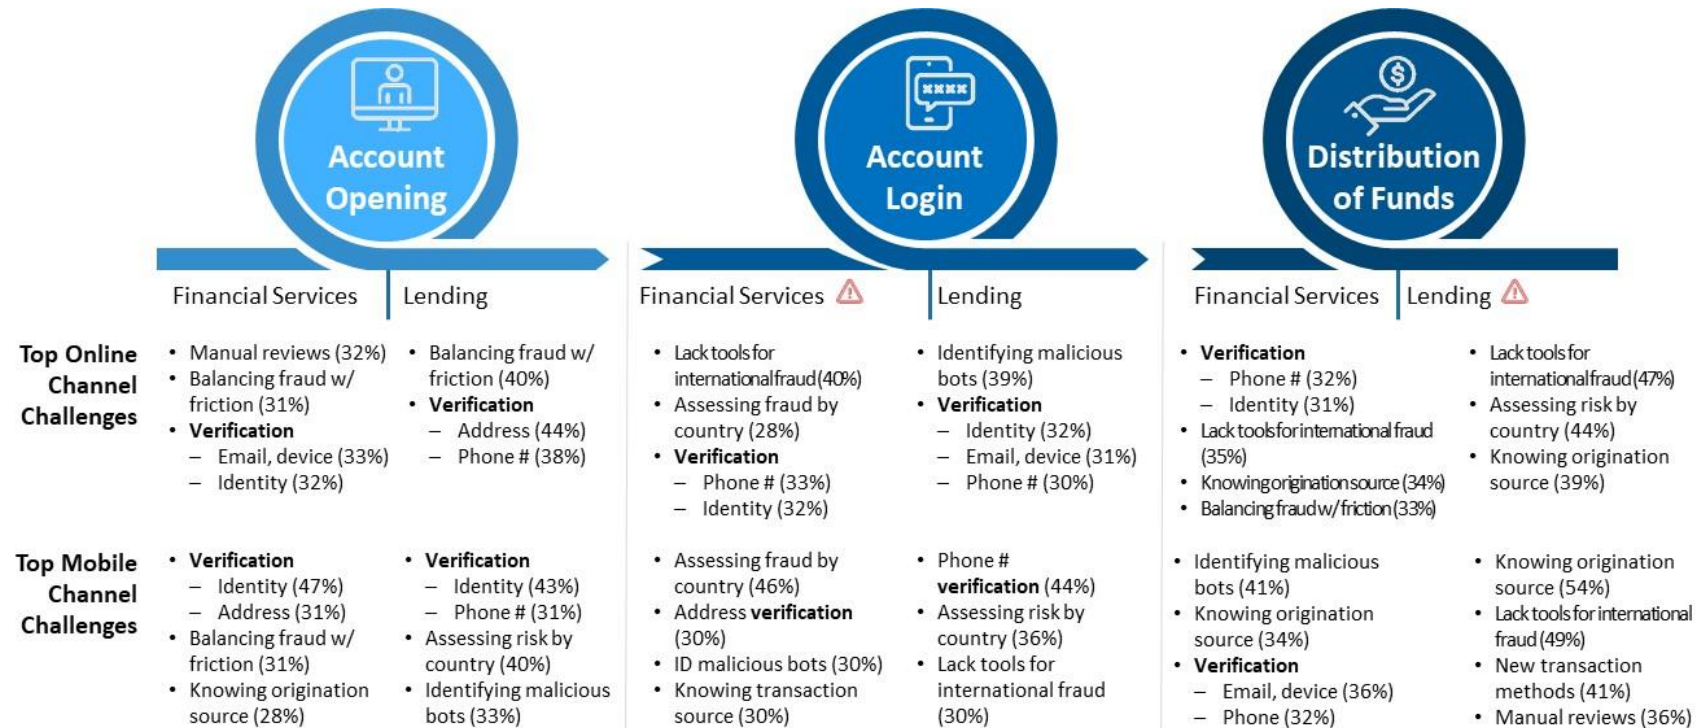 Account
Opening
xxxx
Account
Login
$
Distribution
of Funds
Financial Services
Lending
Financial Services
Lending
Financial Services
Lending
Top Online
Channel
Challenges
• Manual reviews (32%)
• Balancing fraud w/
friction (31%)
• Verification
– Email, device (33%)
– Identity (32%)
• Balancing fraud w/
friction (40%)
• Verification
– Address (44%)
– Phone # (38%)
• Lack tools for
international fraud (40%)
• Assessing fraud by
country (28%)
• Verification
– Phone # (33%)
– Identity (32%)
• Identifying malicious
bots (39%)
• Verification
– Identity (32%)
– Email, device (31%)
– Phone # (30%)
• Verification
– Phone # (32%)
– Identity (31%)
• Lack tools for international fraud
(35%)
• Knowing origination source (34%)
• Balancing fraud w/ friction (33%)
• Lack tools for
international fraud (47%)
• Assessing risk by
country (44%)
• Knowing origination
source (39%)
Top Mobile
Channel
Challenges
• Verification
– Identity (47%)
– Address (31%)
• Balancing fraud w/
friction (31%)
• Knowing origination
source (28%)
• Verification
– Identity (43%)
– Phone # (31%)
• Assessing risk by
country (40%)
• Identifying malicious
bots (33%)
• Assessing fraud by
country (46%)
• Address verification
(30%)
• ID malicious bots (30%)
• Knowing transaction
source (30%)
• Phone #
verification (44%)
• Assessing risk by
country (36%)
• Lack tools for
international fraud
(30%)
• Identifying malicious
bots (41%)
• Knowing origination
source (34%)
• Verification
– Email, device (36%)
– Phone (32%)
• Knowing origination
source (54%)
• Lack tools for international
fraud (49%)
• New transaction
methods (41%)
• Manual reviews (36%)